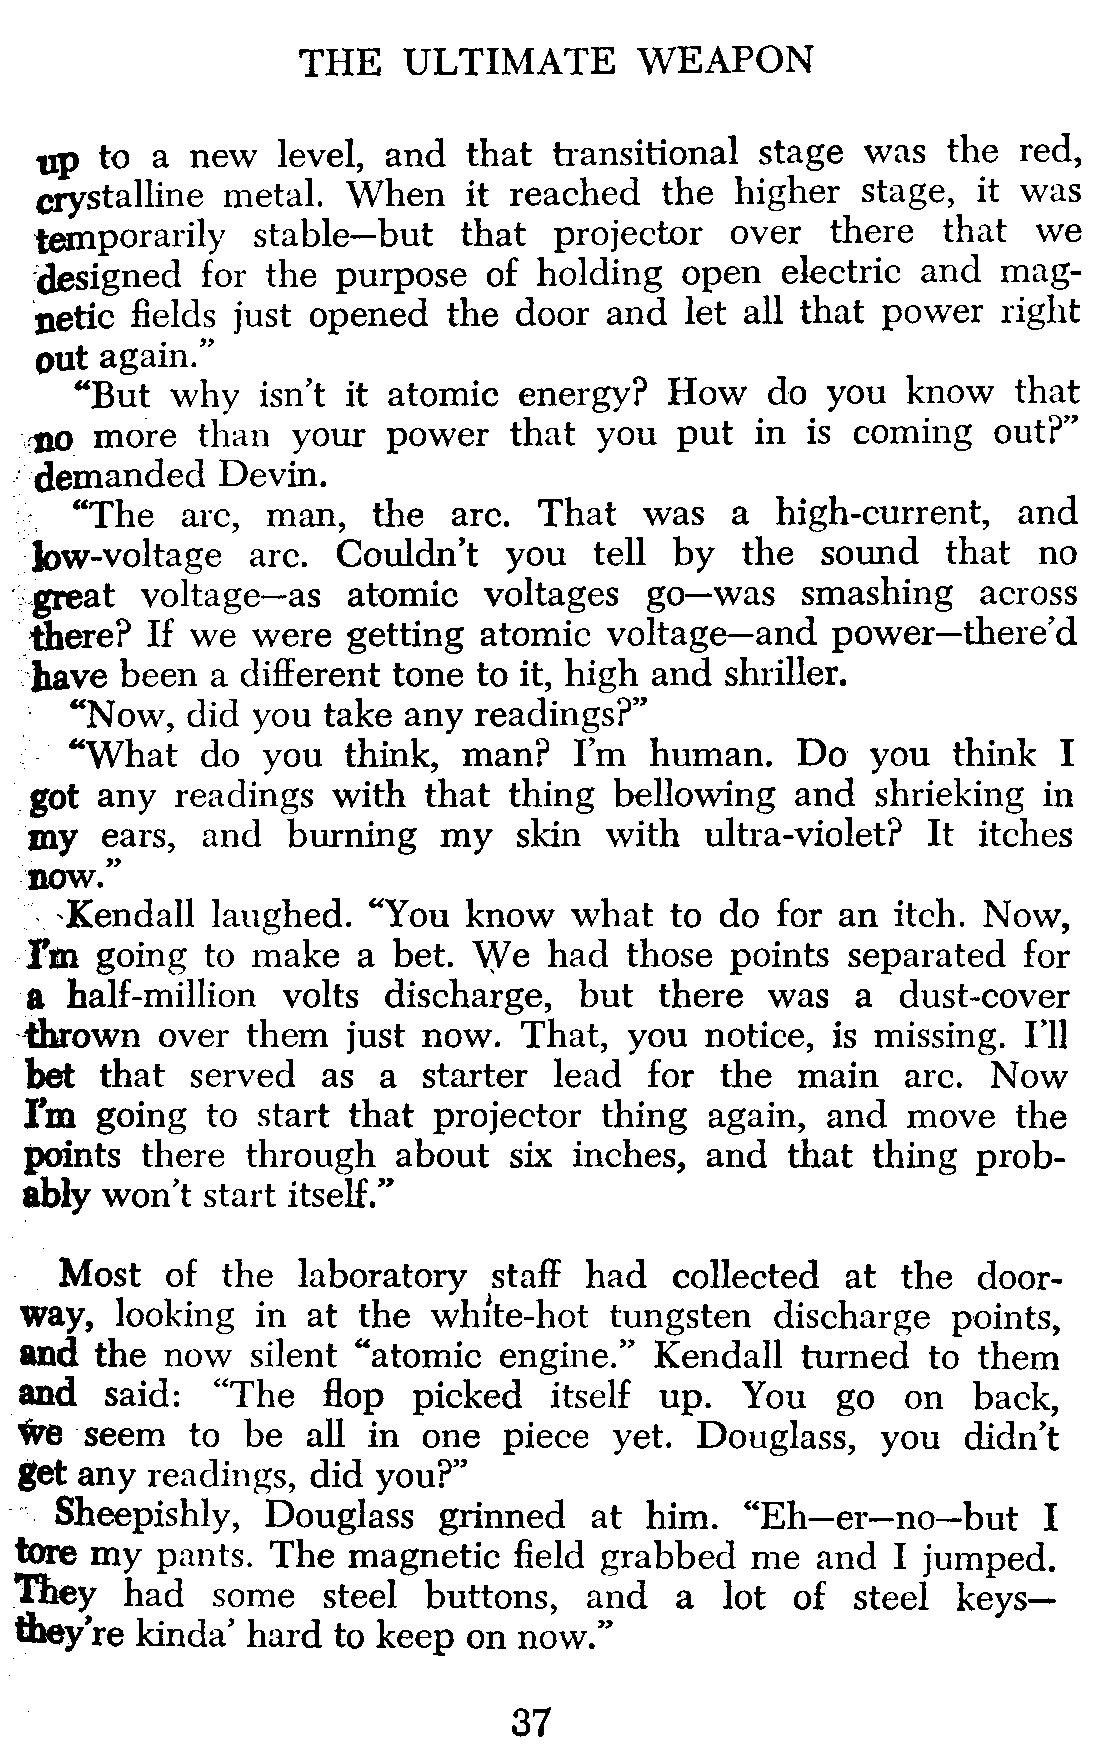 THE ULTIMATE WEAPON
up to a new level, and that transitional stage was the red,
crystalline metal. When it reached the higher stage, it was
temporarily stable—but that projector over there that we
designed for the purpose of holding open electric and mag-
netic fields just opened the door and let all that power right
out again.”
“But why isn’t it atomic energy? How do you know that
no more than your power that you put in is coming out?”
demanded Devin.
“The arc, man, the arc. That was a high-current, and
low-voltage arc. Couldn’t you tell by the sound that no
great voltage—as atomic voltages go—was smashing across
there? If we were getting atomic voltage—and power—there’d
have been a different tone to it, high and shriller.
“Now, did you take any readings?”
“What do you think, man? I’m human. Do you think I
got any readings with that thing bellowing and shrieking in
my ears, and burning my skin with ultra-violet? It itches
now.”
Kendall laughed. “You know what to do for an itch. Now,
I’m going to make a bet. We had those points separated for
a half-million volts discharge, but there was a dust-cover
thrown over them just now. That, you notice, is missing. I’ll
bet that served as a starter lead for the main arc. Now
I’m going to start that projector thing again, and move the
points there through about six inches, and that thing prob-
ably won’t start itself.”
Most of the laboratory staff had collected at the door-
way, looking in at the white-hot tungsten discharge points,
and the now silent “atomic engine.” Kendall turned to them
and said: “The flop picked itself up. You go on back,
we seem to be all in one piece yet. Douglass, you didn’t
get any readings, did you?”
Sheepishly, Douglass grinned at him. “Eh—er—no—but I
tore my pants. The magnetic field grabbed me and I jumped.
They had some steel buttons, and a lot of steel keys—
they’re kinda’ hard to keep on now.”
37